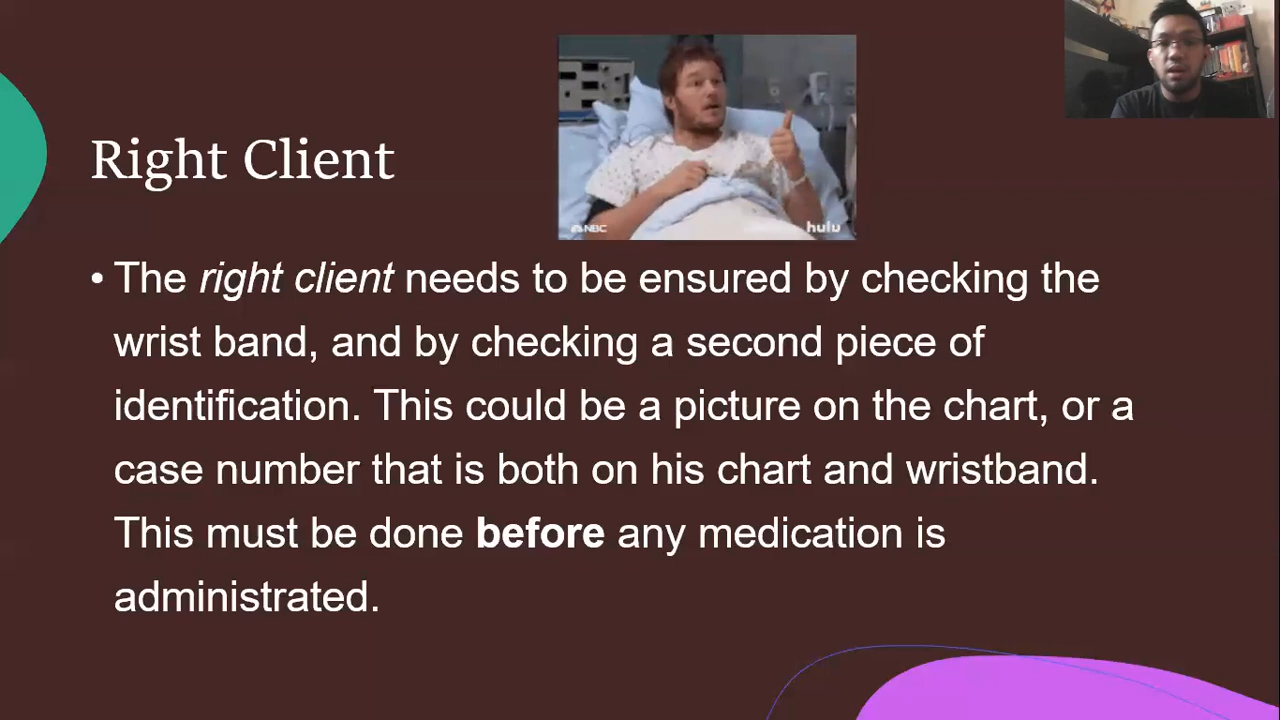 Right Client
NBC
hulu
• The right client needs to be ensured by checking the
wrist band, and by checking a second piece of
identification. This could be a picture on the chart, or a
case number that is both on his chart and wristband.
This must be done before any medication is
administrated.